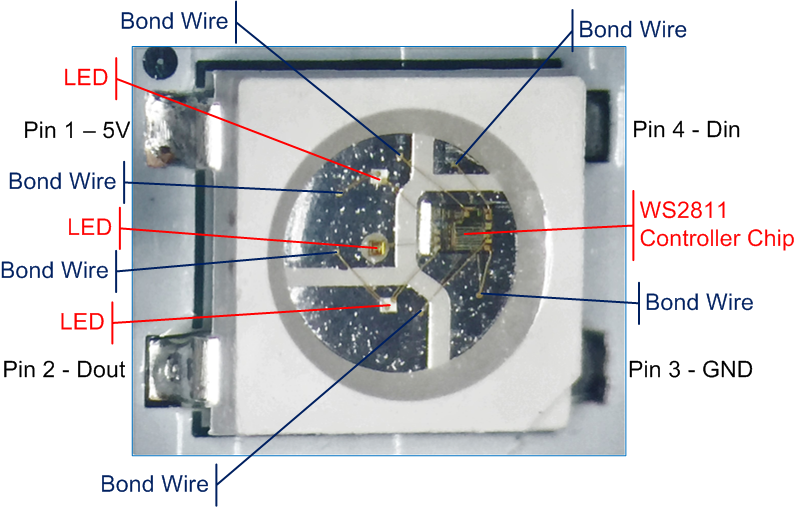 Bond Wire
Bond Wire
LED
Pin 1 – 5V
Pin 4 - Din
Bond Wire
LED
WS2811
Controller Chip
Bond Wire
Bond Wire
LED
Pin 2 - Dout
Pin 3 - GND
Bond Wire